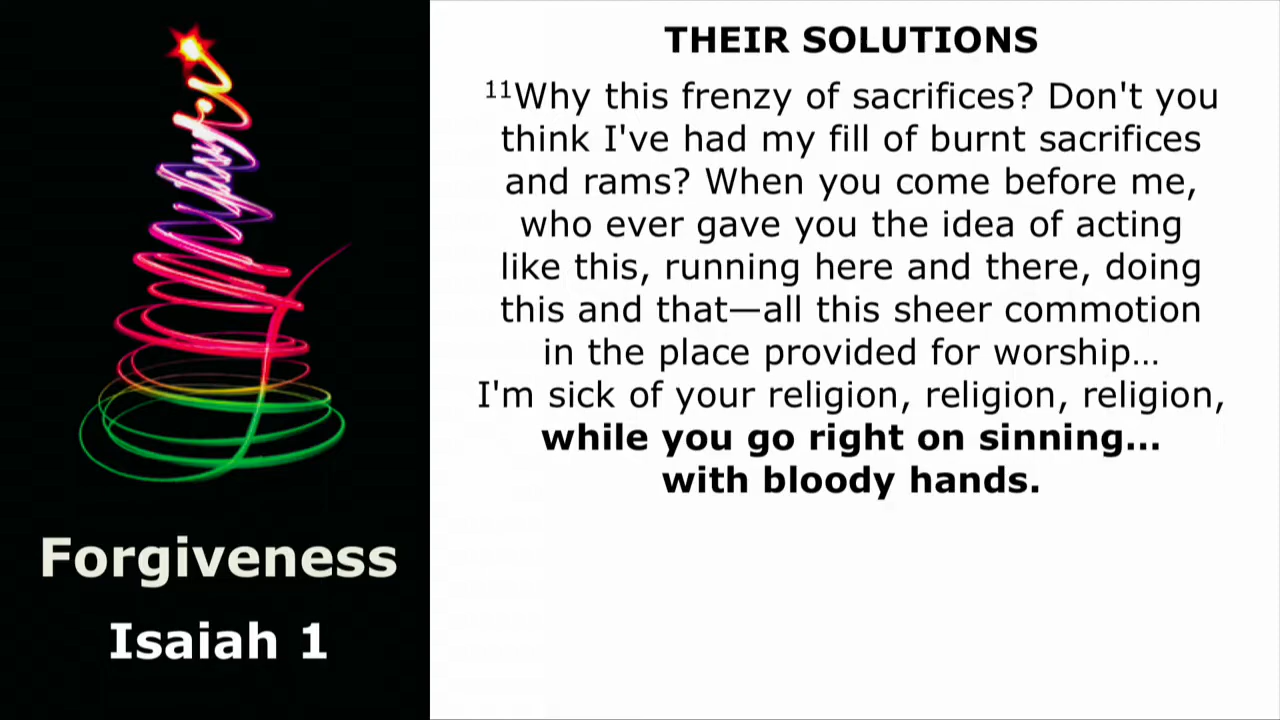 THEIR SOLUTIONS
11Why this frenzy of sacrifices? Don't you
think I've had my fill of burnt sacrifices
and rams? When you come before me,
who ever gave you the idea of acting
like this, running here and there, doing
this and that—all this sheer commotion
in the place provided for worship…
I'm sick of your religion, religion, religion,
while you go right on sinning…
with bloody hands.
Forgiveness
Isaiah 1